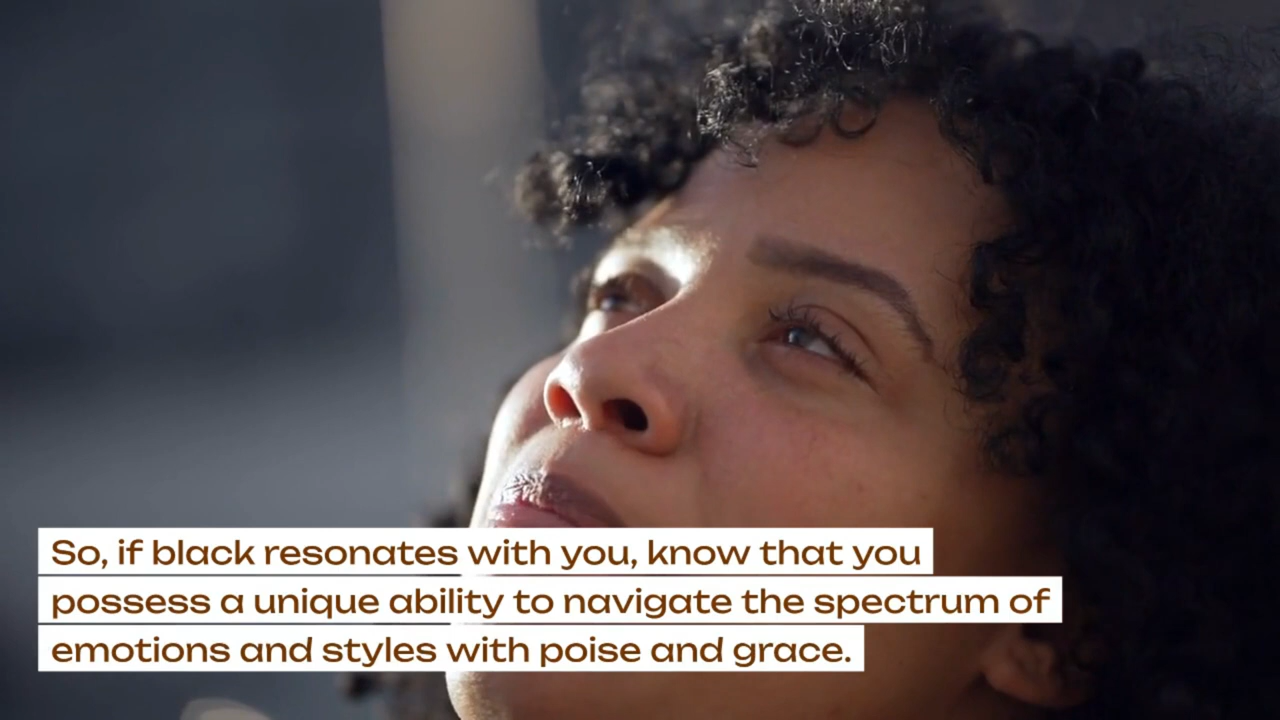 So, if black resonates with you, know that you
possess a unique ability to navigate the spectrum of
emotions and styles with poise and grace.